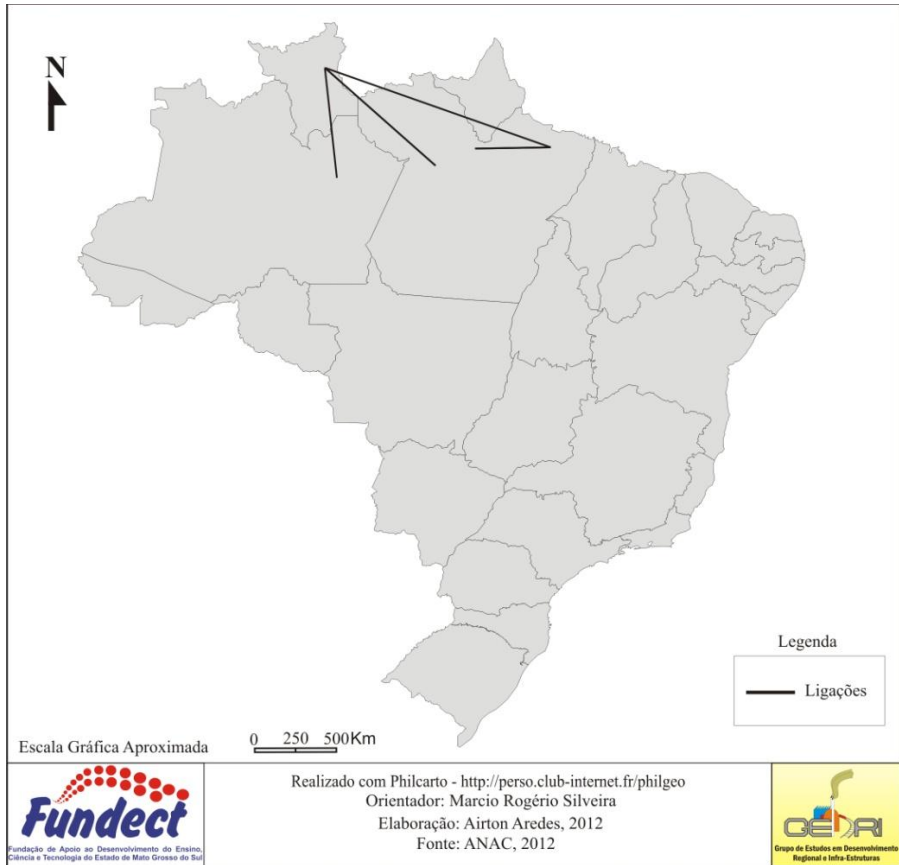 N
Legenda
Ligações
Escala Gráfica Aproximada
0 250 500Km
Realizado com Philcarto - http://perso.club-internet.fr/philgeo
Orientador: Marcio Rogério Silveira
Elaboração: Airton Aredes, 2012
Fonte: ANAC, 2012
Fundect
Fundação de Apoio ao Desenvolvimento do Ensino,
Ciência e Tecnologia do Estado de Mato Grosso do Sul
GEDRI
Grupo de Estudos em Desenvolvimento
Regional e Infra-Estruturas